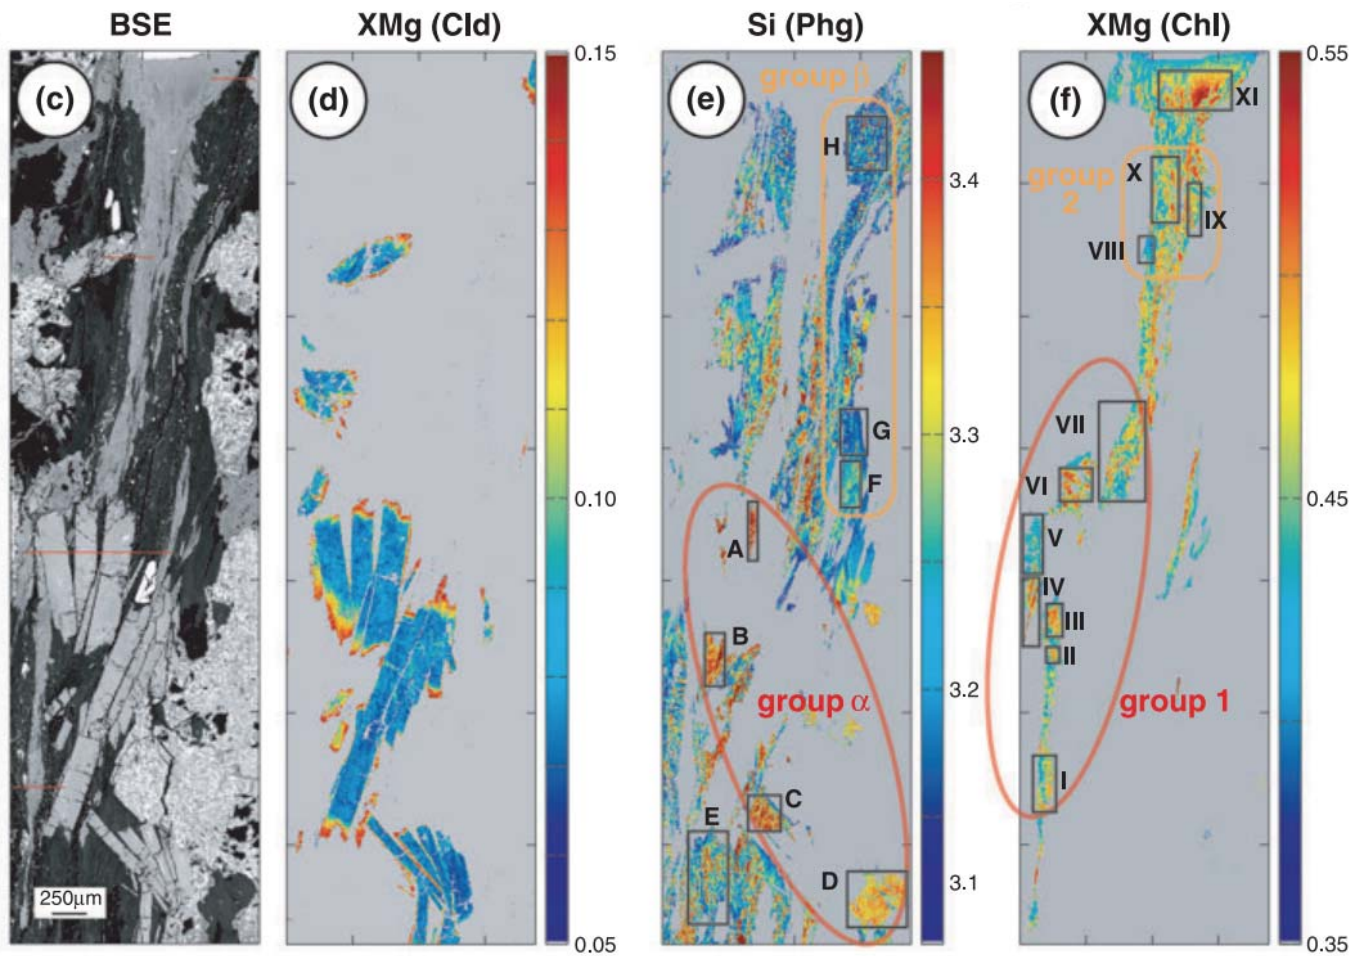 BSE
XMg (Cld)
Si (Phg)
XMg (Chl)
(c)
250µm
(d)
0.15
0.10
0.05
(e)
group β
H
G
F
A
B
group α
C
E
D
3.4
3.3
3.2
3.1
(f)
XI
group
2
X
IX
VIII
VII
VI
V
IV
III
II
group 1
I
0.55
0.45
0.35